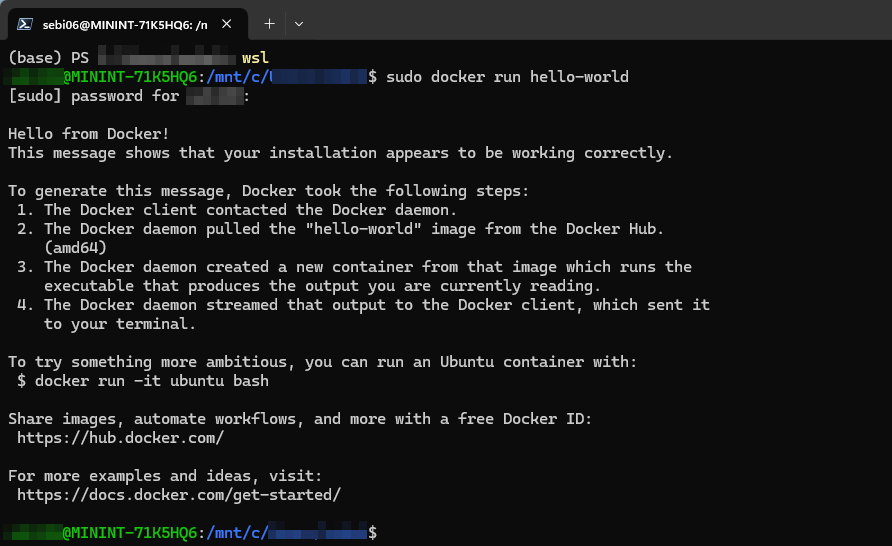 sebi06@MININT-71K5HQ6: /n
(base) PS wsl
@MININT-71K5HQ6:/mnt/c/ $ sudo docker run hello-world
[sudo] password for :
Hello from Docker!
This message shows that your installation appears to be working correctly.
To generate this message, Docker took the following steps:
1. The Docker client contacted the Docker daemon.
2. The Docker daemon pulled the "hello-world" image from the Docker Hub.
(amd64)
3. The Docker daemon created a new container from that image which runs the
executable that produces the output you are currently reading.
4. The Docker daemon streamed that output to the Docker client, which sent it
to your terminal.
To try something more ambitious, you can run an Ubuntu container with:
$ docker run -it ubuntu bash
Share images, automate workflows, and more with a free Docker ID:
https://hub.docker.com/
For more examples and ideas, visit:
https://docs.docker.com/get-started/
@MININT-71K5HQ6:/mnt/c/ $